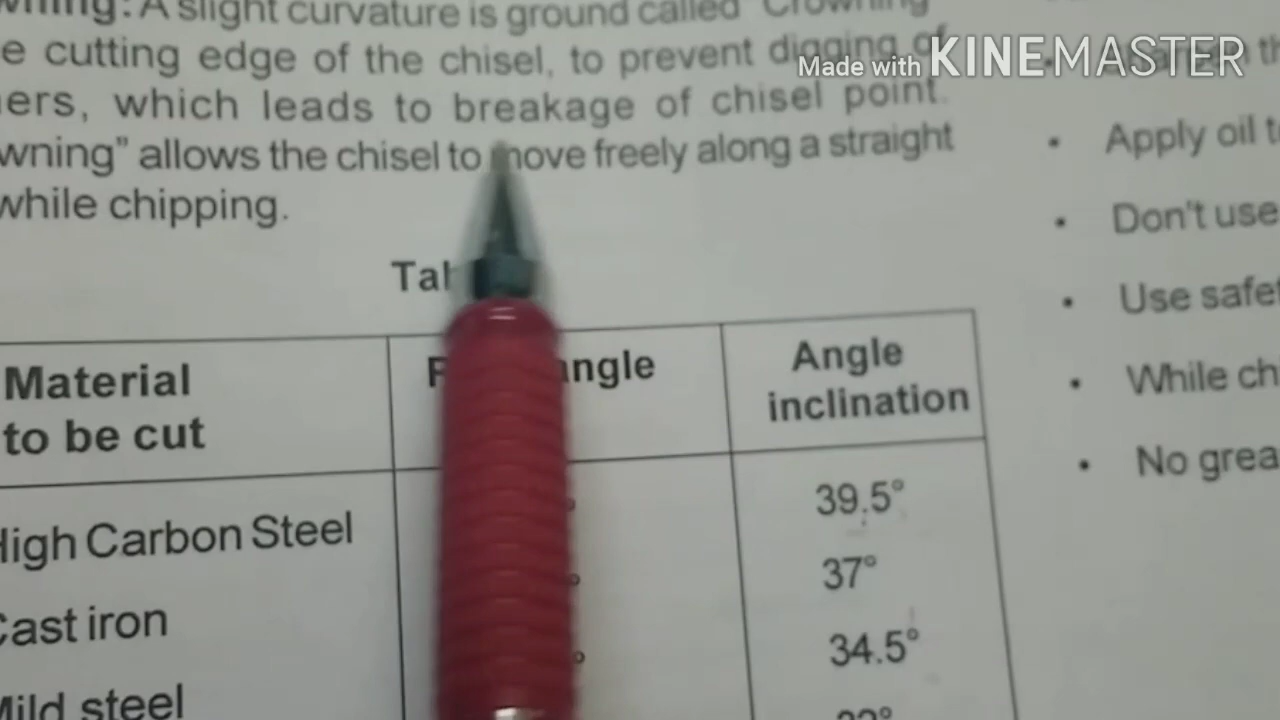 wning: A slight curvature is ground called "Crowning
e cutting edge of the chisel, to prevent digging of
ers, which leads to breakage of chisel point.
wning" allows the chisel to move freely along a straight
while chipping.
Made with KINEMASTER
Apply oil t
Don't use
Use safe
While ch
No grea
Material to be cut
angle
Angle inclination
High Carbon Steel
39.5°
Cast iron
37°
Mild steel
34.5°